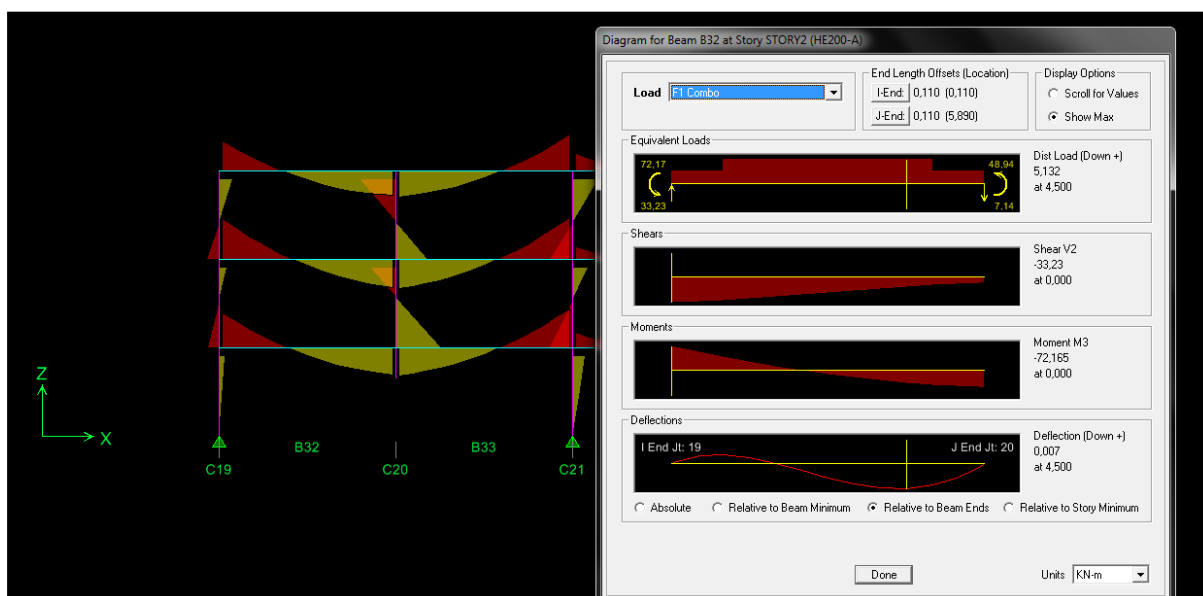 Diagram for Beam B32 at Story STORY2 (HE200-A)
Load F1 Combo
End Length Offsets (Location)
I-End: 0,110 (0,110)
J-End: 0,110 (5,890)
Display Options
Scroll for Values
Show Max
Equivalent Loads
72,17 48,94
33,23 7,14
Dist Load (Down +)
5,132
at 4,500
Shears
Shear V2
-33,23
at 0,000
Moments
Moment M3
-72,165
at 0,000
Deflections
I End Jt: 19 J End Jt: 20
Deflection (Down +)
0,007
at 4,500
Absolute Relative to Beam Minimum Relative to Beam Ends Relative to Story Minimum
Done Units KN-m
Z
X
B32 B33
C19 C20 C21